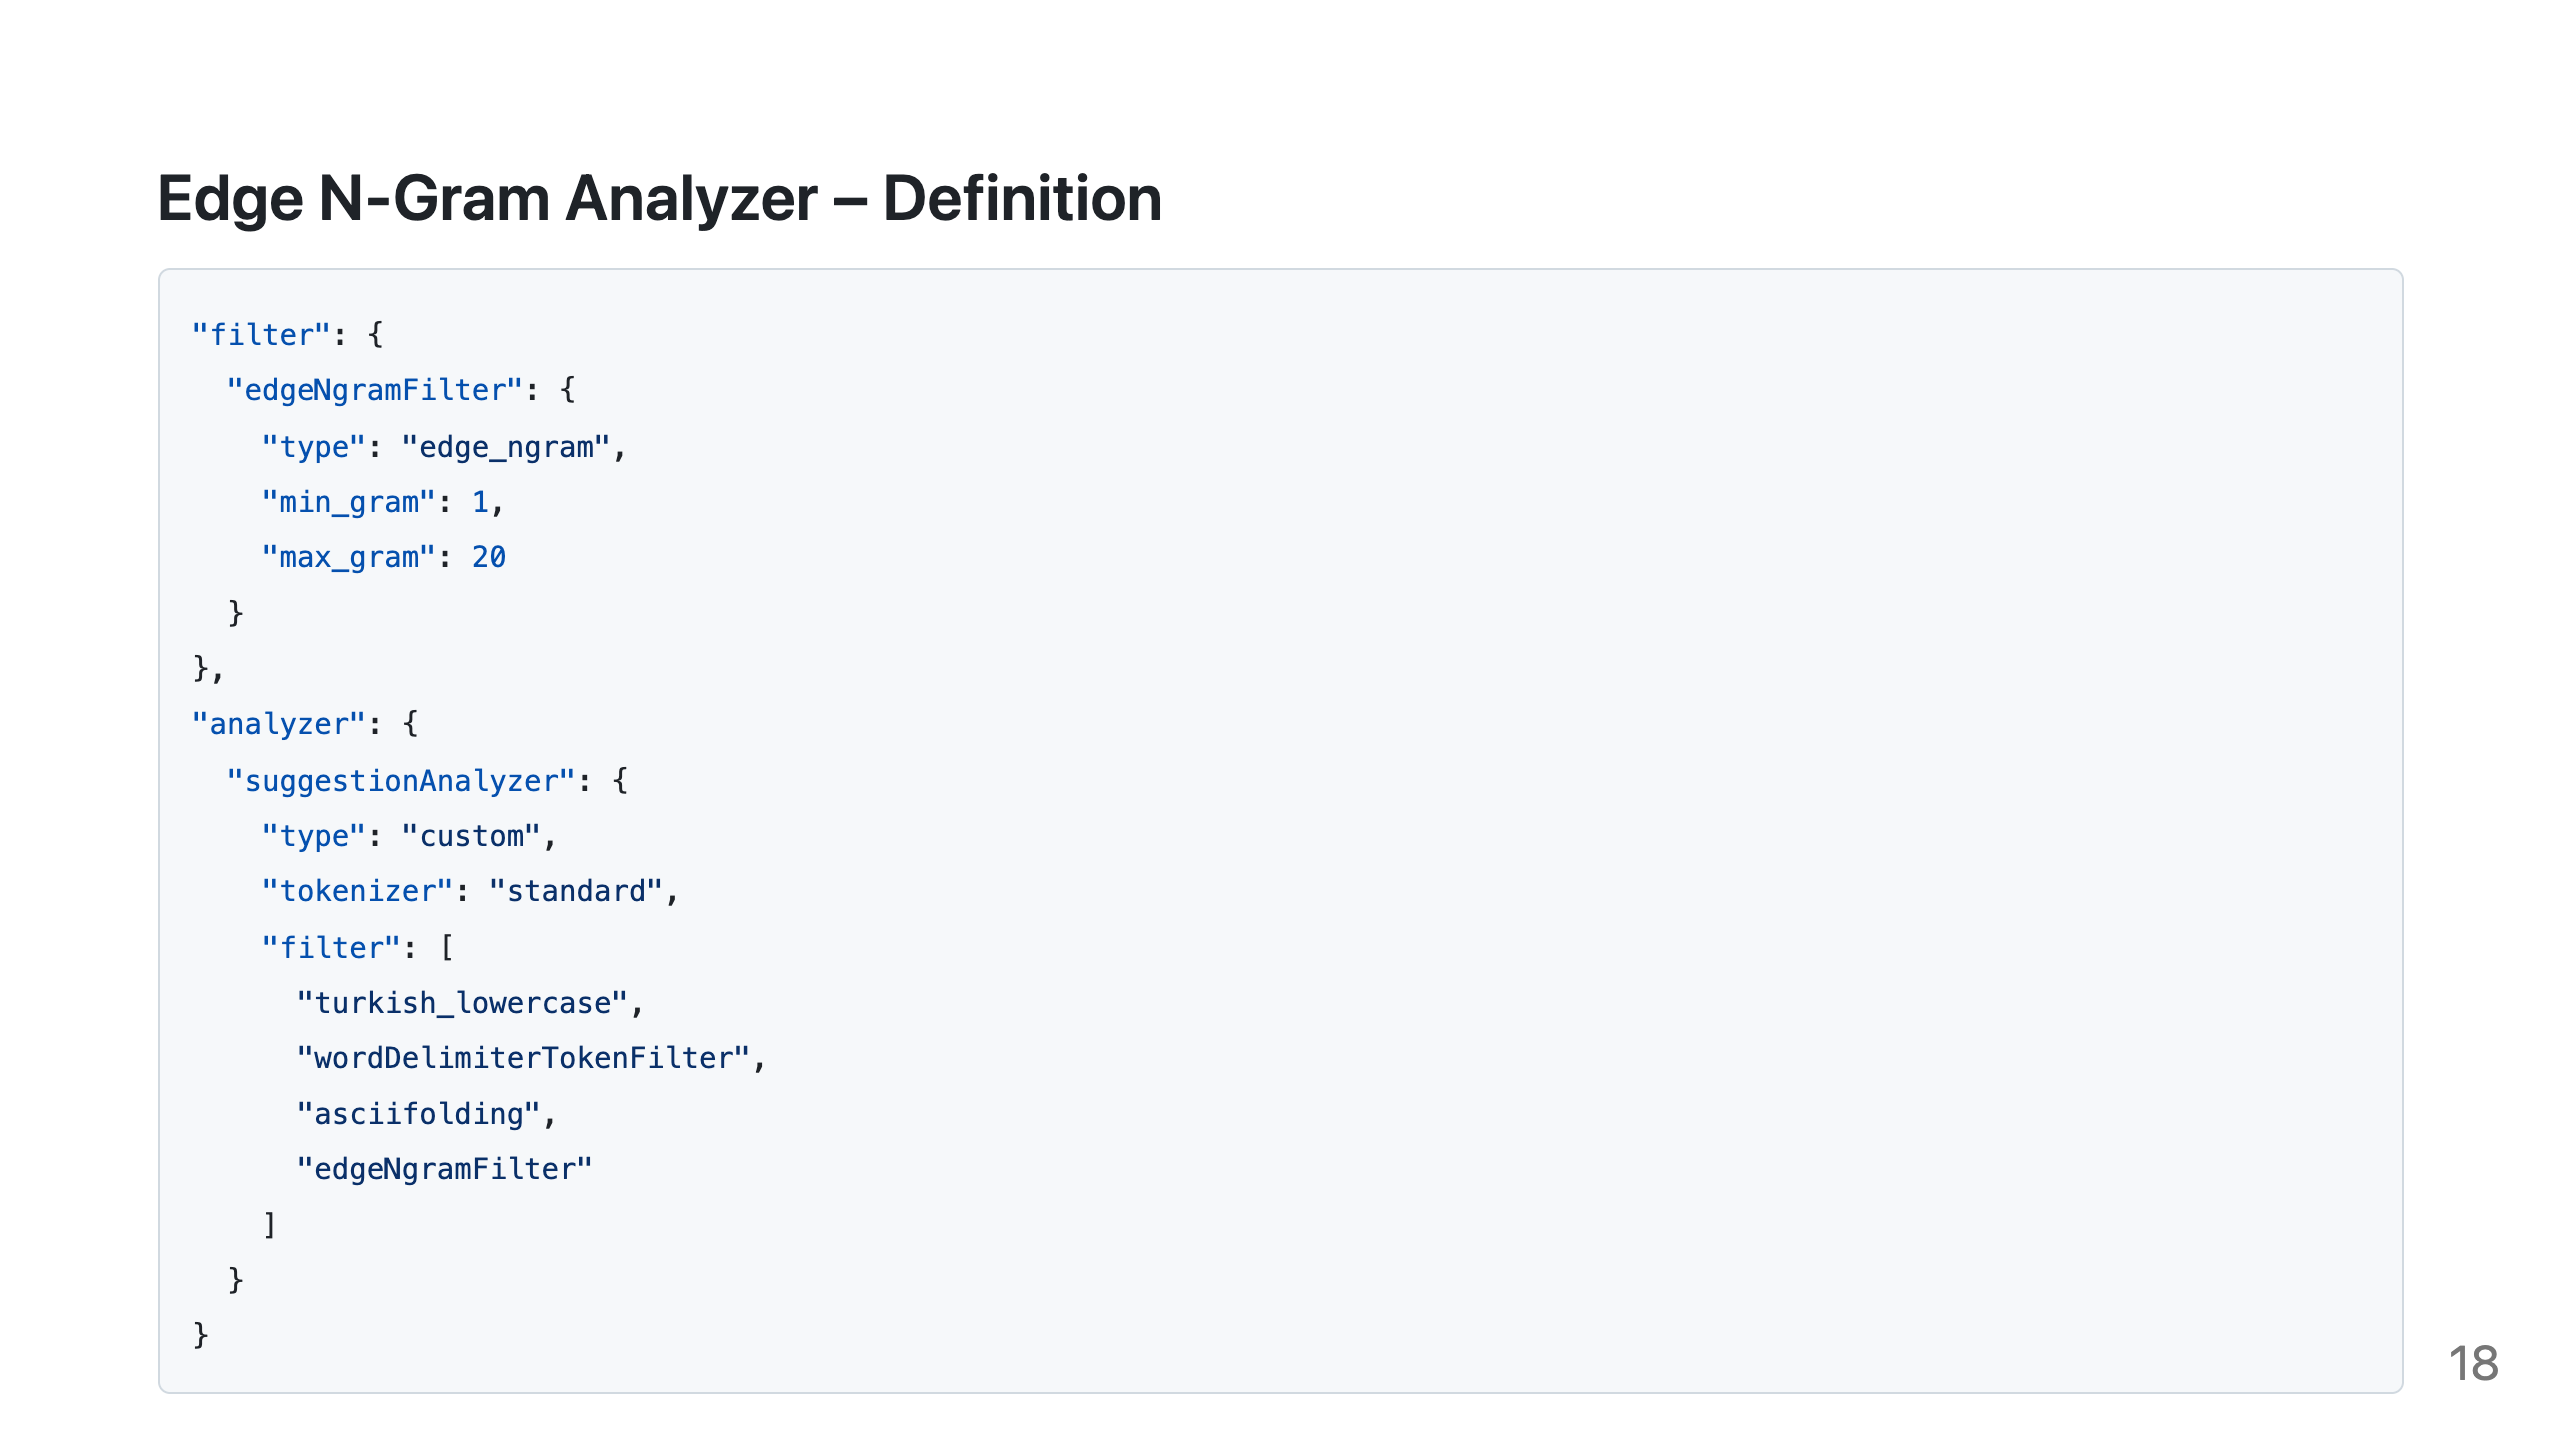 Edge N-Gram Analyzer – Definition
"filter": {
  "edgeNgramFilter": {
    "type": "edge_ngram",
    "min_gram": 1,
    "max_gram": 20
  }
},
"analyzer": {
  "suggestionAnalyzer": {
    "type": "custom",
    "tokenizer": "standard",
    "filter": [
      "turkish_lowercase",
      "wordDelimiterTokenFilter",
      "asciifolding",
      "edgeNgramFilter"
    ]
  }
}
18